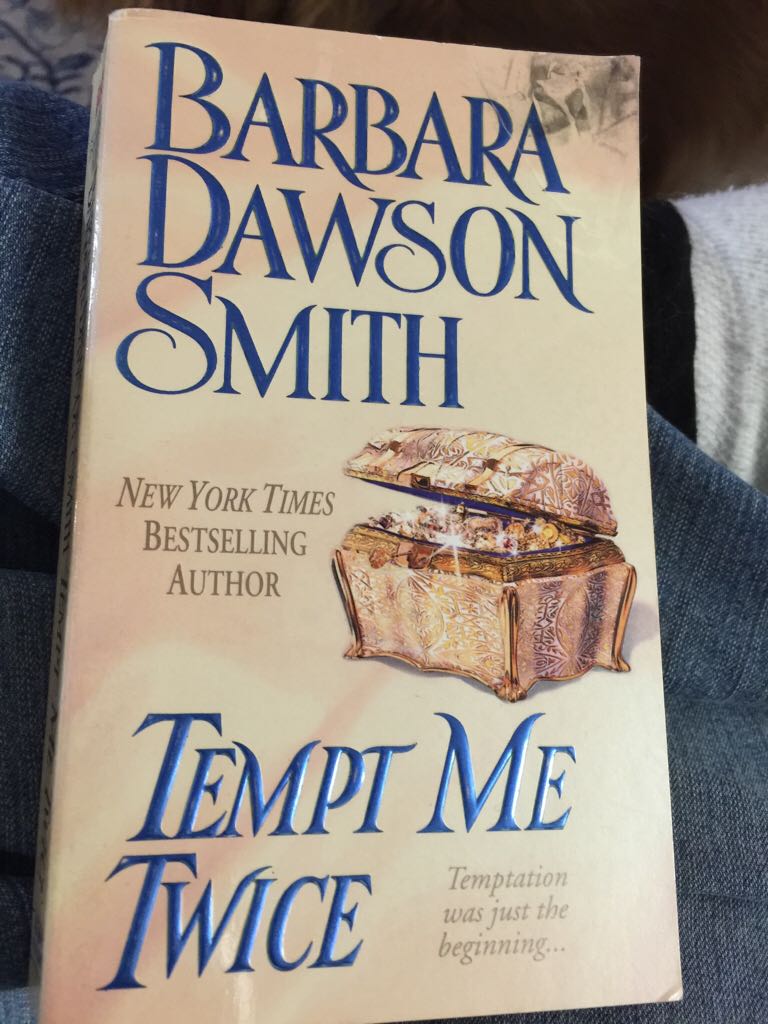 BARBARA
DAWSON
SMITH
NEW YORK TIMES
BESTSELLING
AUTHOR
TEMPT ME
TWICE
Temptation
was just the
beginning...